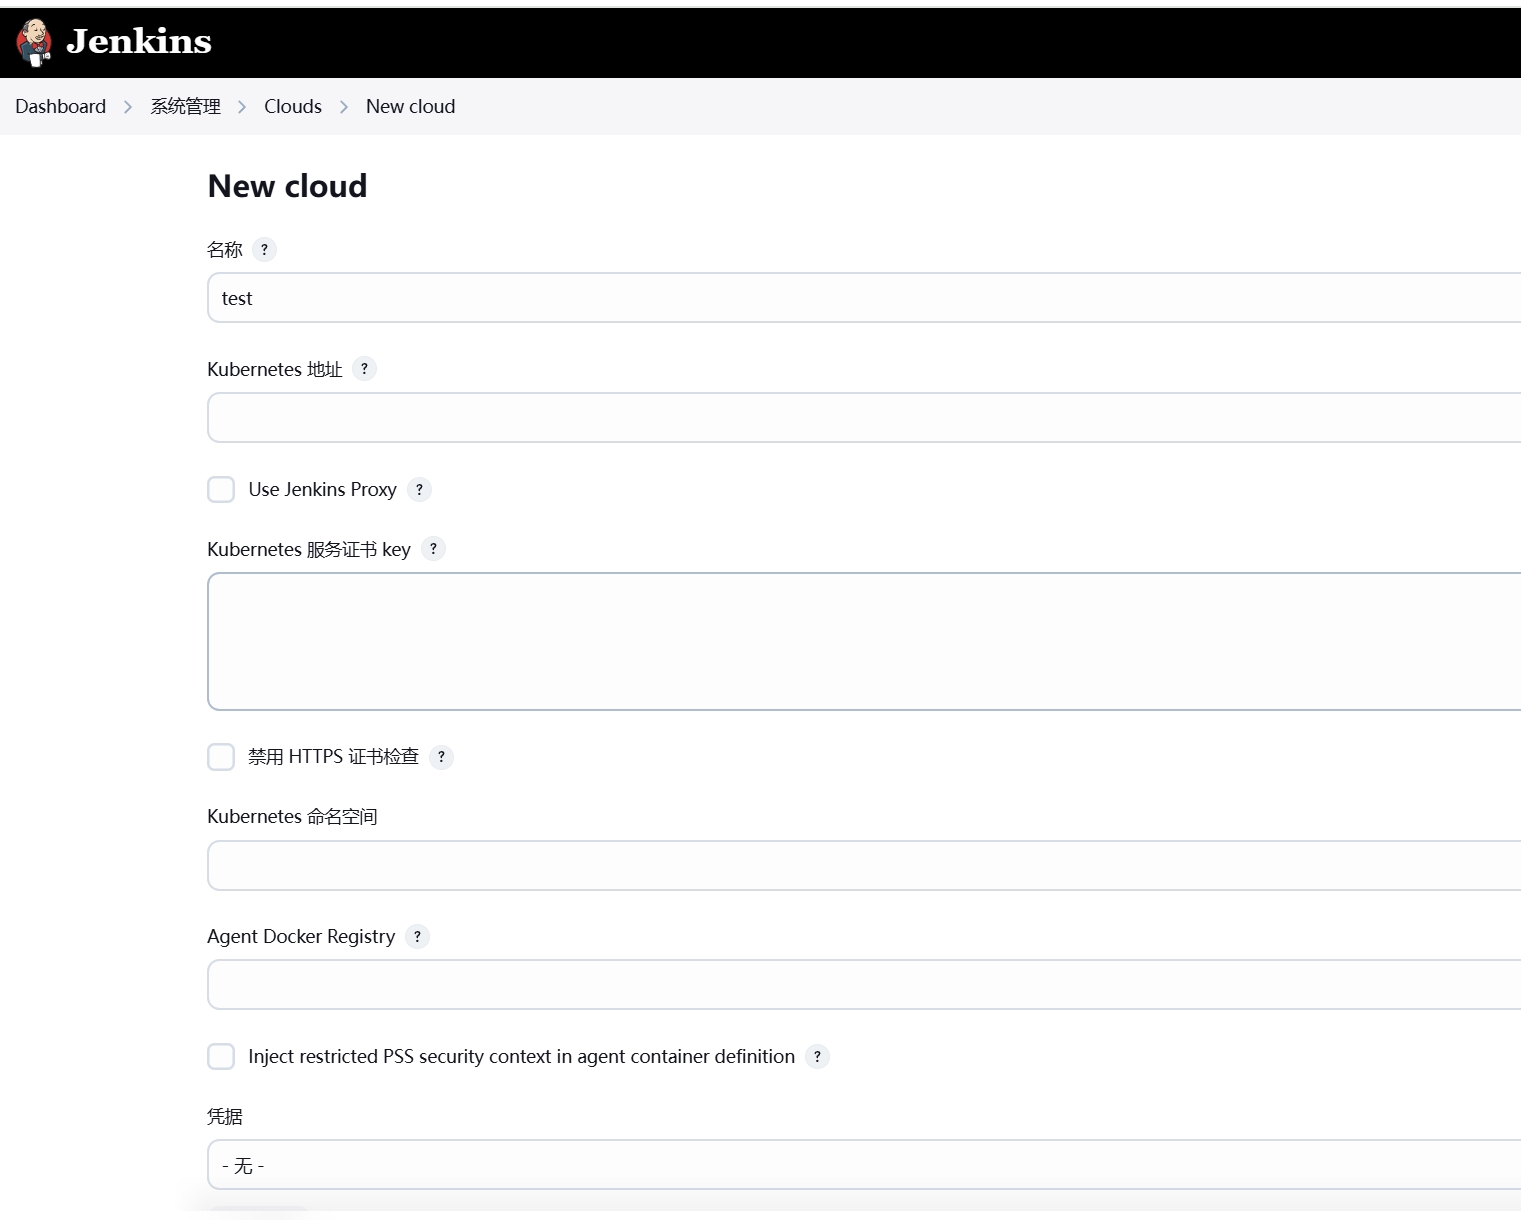 Jenkins
Dashboard > 系统管理 > Clouds > New cloud
New cloud
名称 ?
test
Kubernetes 地址 ?
Use Jenkins Proxy ?
Kubernetes 服务证书 key ?
禁用 HTTPS 证书检查 ?
Kubernetes 命名空间
Agent Docker Registry ?
Inject restricted PSS security context in agent container definition ?
凭据
- 无 -